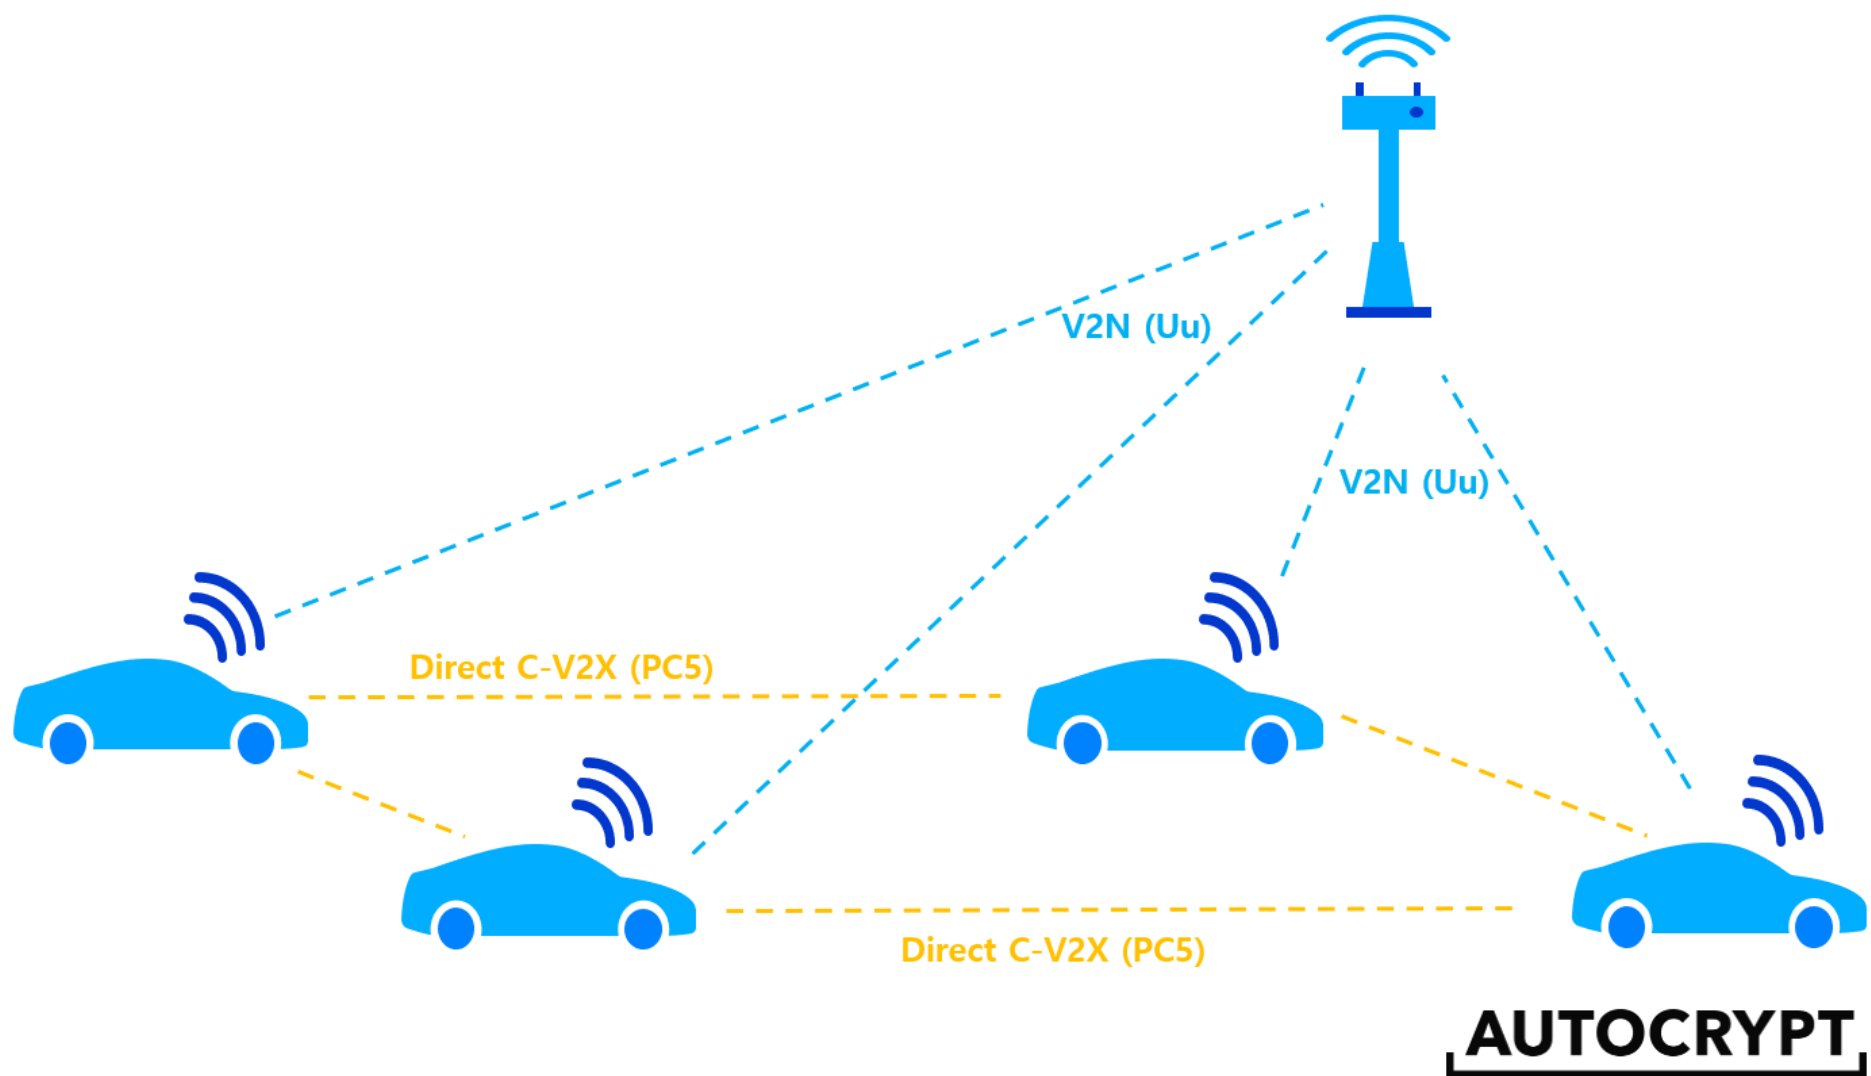 V2N (Uu)
V2N (Uu)
Direct C-V2X (PC5)
Direct C-V2X (PC5)
AUTOCRYPT